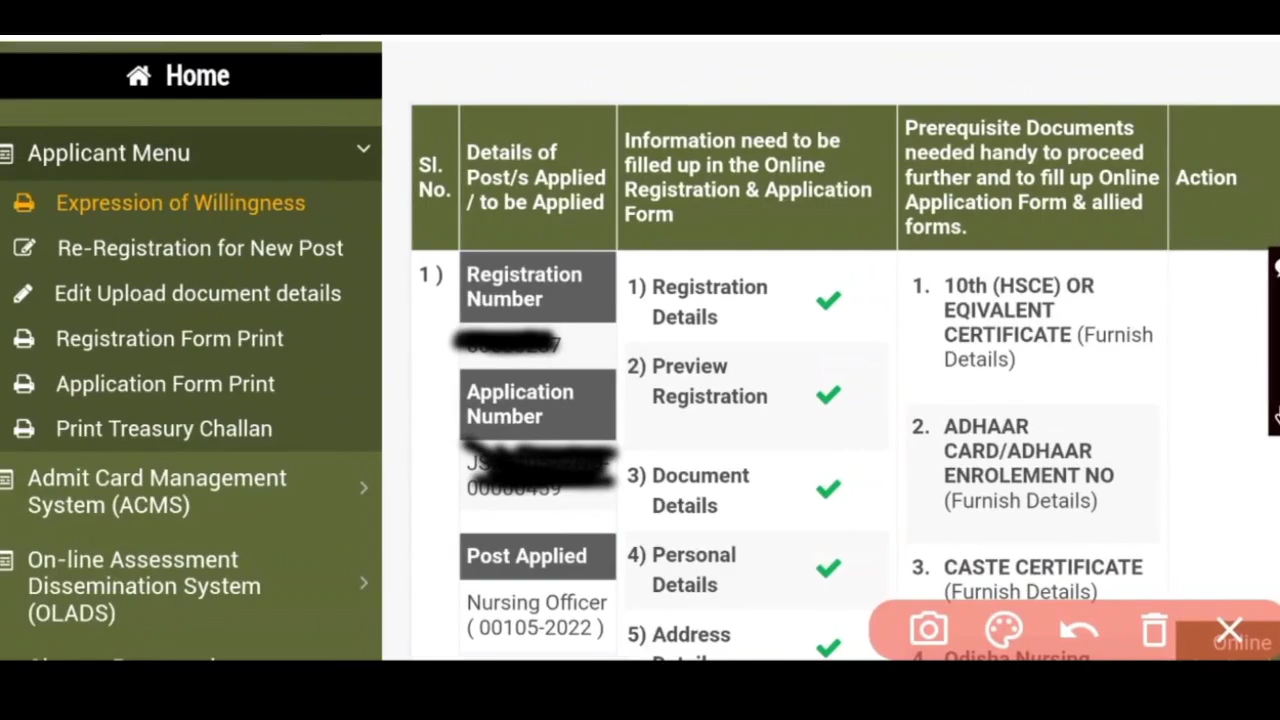 Home
Applicant Menu
Expression of Willingness
Re-Registration for New Post
Edit Upload document details
Registration Form Print
Application Form Print
Print Treasury Challan
Admit Card Management
System (ACMS)
On-line Assessment
Dissemination System
(OLADS)
Sl.
No.
Details of
Post/s Applied
/ to be Applied
Information need to be
filled up in the Online
Registration & Application
Form
Prerequisite Documents
needed handy to proceed
further and to fill up Online
Application Form & allied
forms.
Action
1 )
Registration
Number
Application
Number
Post Applied
Nursing Officer
( 00105-2022 )
1) Registration
Details
2) Preview
Registration
3) Document
Details
4) Personal
Details
5) Address
1. 10th (HSCE) OR
EQIVALENT
CERTIFICATE (Furnish
Details)
2. ADHAAR
CARD/ADHAAR
ENROLEMENT NO
(Furnish Details)
3. CASTE CERTIFICATE
(Furnish Details)
4. Odisha Nursing
Online